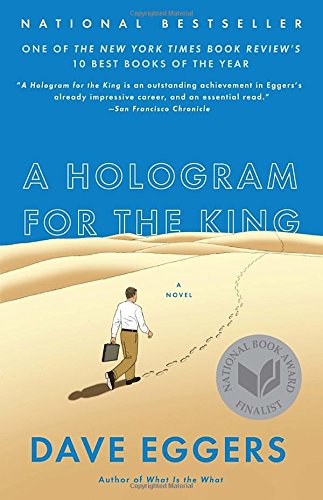 NATIONAL BESTSELLER
ONE OF THE NEW YORK TIMES BOOK REVIEW'S
10 BEST BOOKS OF THE YEAR
"A Hologram for the King is an outstanding achievement in Eggers's
already impressive career, and an essential read."
—San Francisco Chronicle
A HOLOGRAM
FOR THE KING
A
NOVEL
NATIONAL BOOK AWARD
FINALIST
DAVE EGGERS
Author of What Is the What